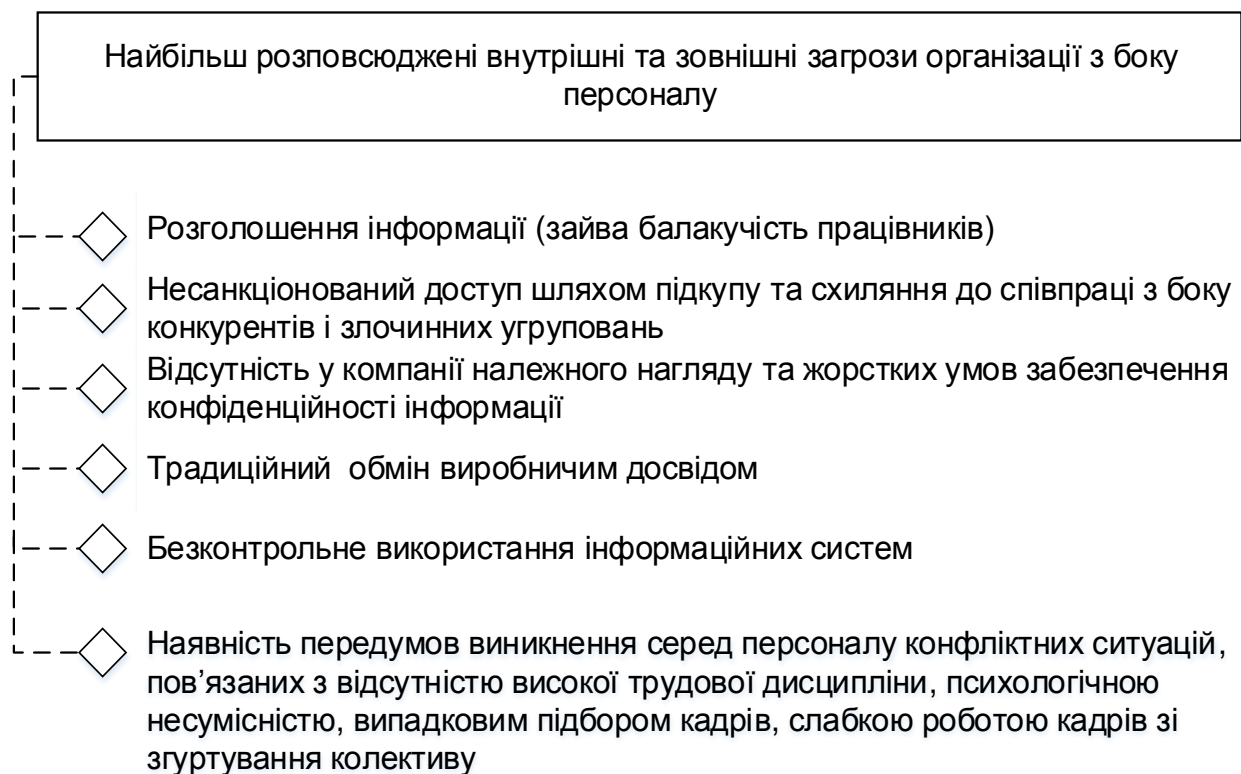 Найбільш розповсюджені внутрішні та зовнішні загрози організації з боку
персоналу
Розголошення інформації (зайва балакучість працівників)
Несанкціонований доступ шляхом підкупу та схиляння до співпраці з боку
конкурентів і злочинних угруповань
Відсутність у компанії належного нагляду та жорстких умов забезпечення
конфіденційності інформації
Традиційний обмін виробничим досвідом
Безконтрольне використання інформаційних систем
Наявність передумов виникнення серед персоналу конфліктних ситуацій,
пов’язаних з відсутністю високої трудової дисципліни, психологічною
несумісністю, випадковим підбором кадрів, слабкою роботою кадрів зі
згуртування колективу